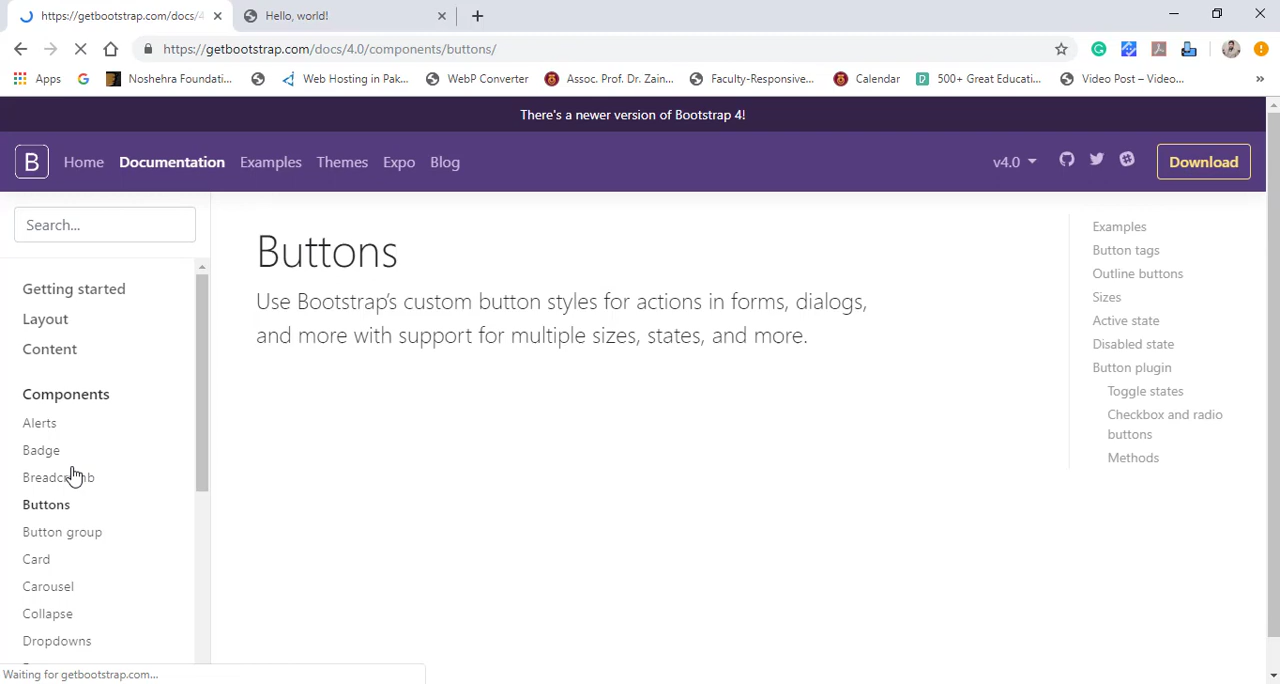 https://getbootstrap.com/docs/4
Hello, world!
https://getbootstrap.com/docs/4.0/components/buttons/
Apps
Noshehra Foundati...
Web Hosting in Pak...
WebP Converter
Assoc. Prof. Dr. Zain...
Faculty-Responsive...
Calendar
500+ Great Educati...
Video Post – Video...
»
There's a newer version of Bootstrap 4!
B
Home
Documentation
Examples
Themes
Expo
Blog
v4.0
Download
Search...
Getting started
Layout
Content
Components
Alerts
Badge
Breadcrumb
Buttons
Button group
Card
Carousel
Collapse
Dropdowns
Buttons
Use Bootstrap's custom button styles for actions in forms, dialogs,
and more with support for multiple sizes, states, and more.
Examples
Button tags
Outline buttons
Sizes
Active state
Disabled state
Button plugin
Toggle states
Checkbox and radio
buttons
Methods
Waiting for getbootstrap.com...